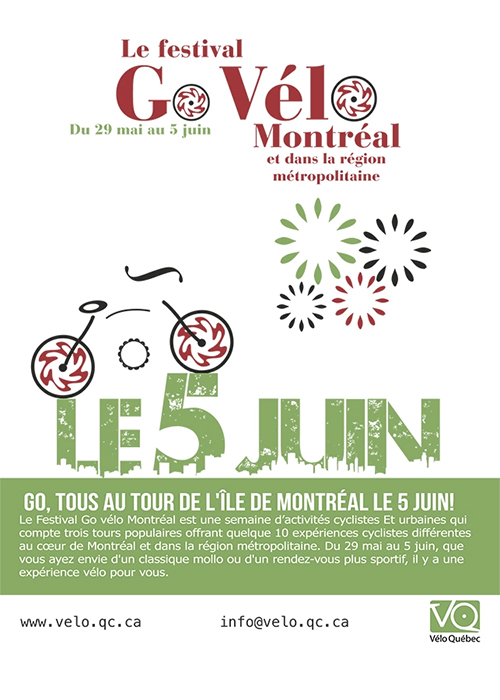 Le festival
Go Vélo
Du 29 mai au 5 juin
Montréal
et dans la région
métropolitaine
LE 5 JUIN
GO, TOUS AU TOUR DE L'ÎLE DE MONTRÉAL LE 5 JUIN!
Le Festival Go vélo Montréal est une semaine d'activités cyclistes Et urbaines qui
compte trois tours populaires offrant quelque 10 expériences cyclistes différentes
au cœur de Montréal et dans la région métropolitaine. Du 29 mai au 5 juin, que
vous ayez envie d'un classique mollo ou d'un rendez-vous plus sportif, il y a une
expérience vélo pour vous.
www.velo.qc.ca
info@velo.qc.ca
VQ
Vélo Québec